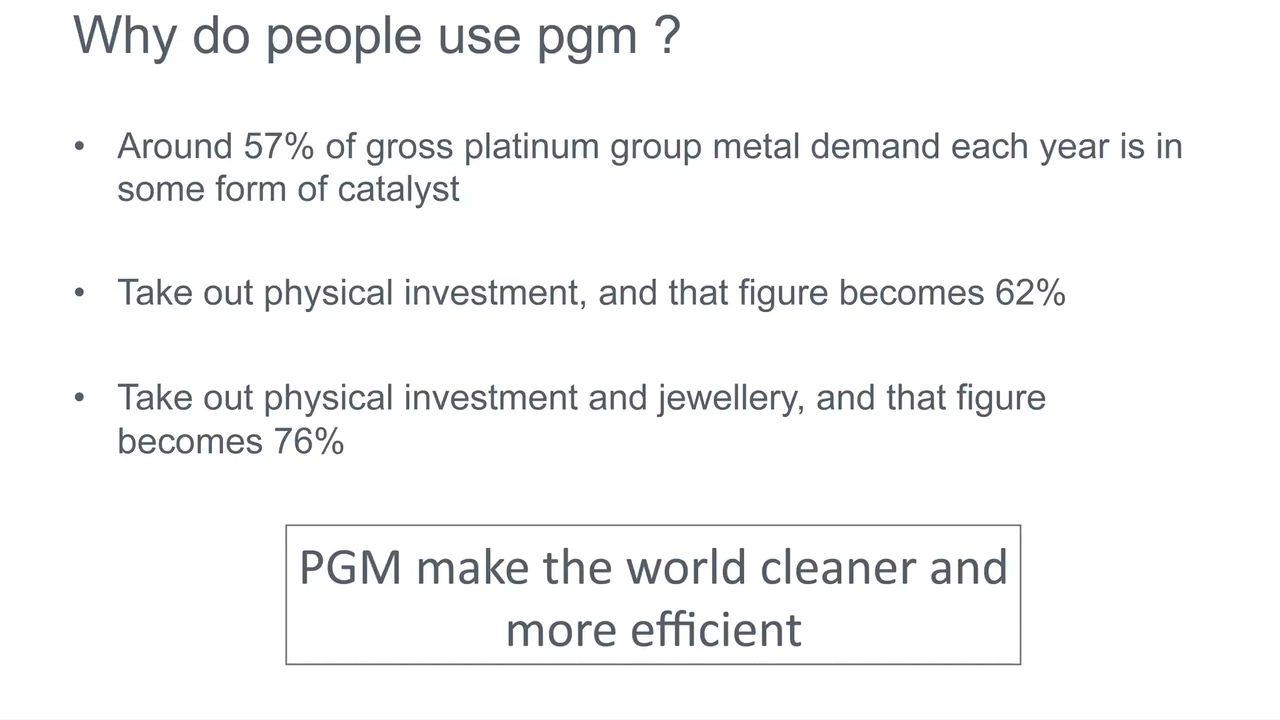 Why do people use pgm ?
• Around 57% of gross platinum group metal demand each year is in
some form of catalyst
• Take out physical investment, and that figure becomes 62%
• Take out physical investment and jewellery, and that figure
becomes 76%
PGM make the world cleaner and
more efficient